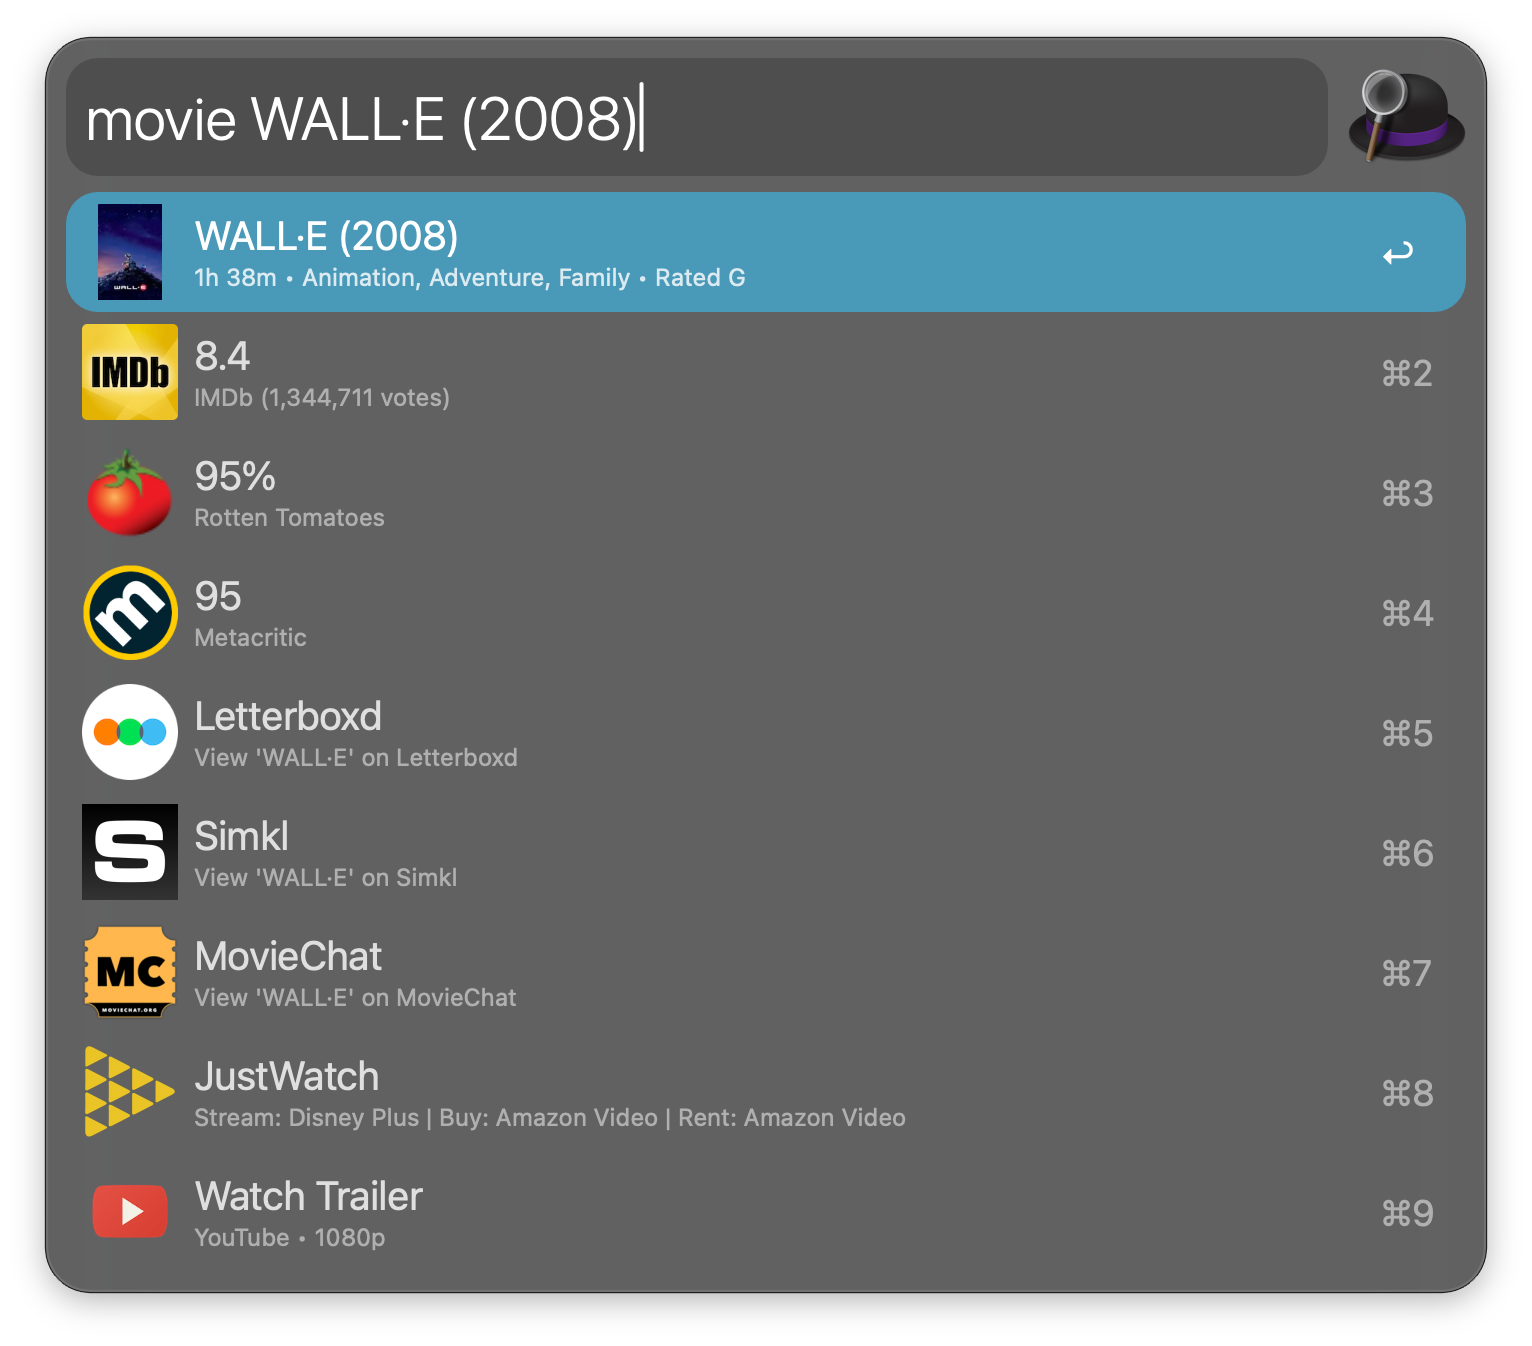 movie WALL·E (2008)
WALL·E (2008)
1h 38m • Animation, Adventure, Family • Rated G
WALL·E
IMDb
8.4
IMDb (1,344,711 votes)
⌘2
95%
Rotten Tomatoes
⌘3
m
95
Metacritic
⌘4
Letterboxd
View 'WALL·E' on Letterboxd
⌘5
S
Simkl
View 'WALL·E' on Simkl
⌘6
MC
MOVIECHAT.ORG
MovieChat
View 'WALL·E' on MovieChat
⌘7
JustWatch
Stream: Disney Plus | Buy: Amazon Video | Rent: Amazon Video
⌘8
Watch Trailer
YouTube • 1080p
⌘9